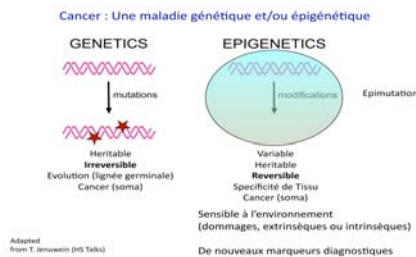 Cancer : Une maladie génétique et/ou épigénétique
GENETICS
mutations
Heritable
Irreversible
Evolution (lignée germinale)
Cancer (soma)
EPIGENETICS
modifications
Epimutation
Variable
Heritable
Reversible
Specificité de Tissu
Cancer (soma)
Sensible à l'environnement
(dommages, extrinsèques ou intrinsèques)
De nouveaux marqueurs diagnostiques
Adapted
from T. Jenuwein (HS Talks)